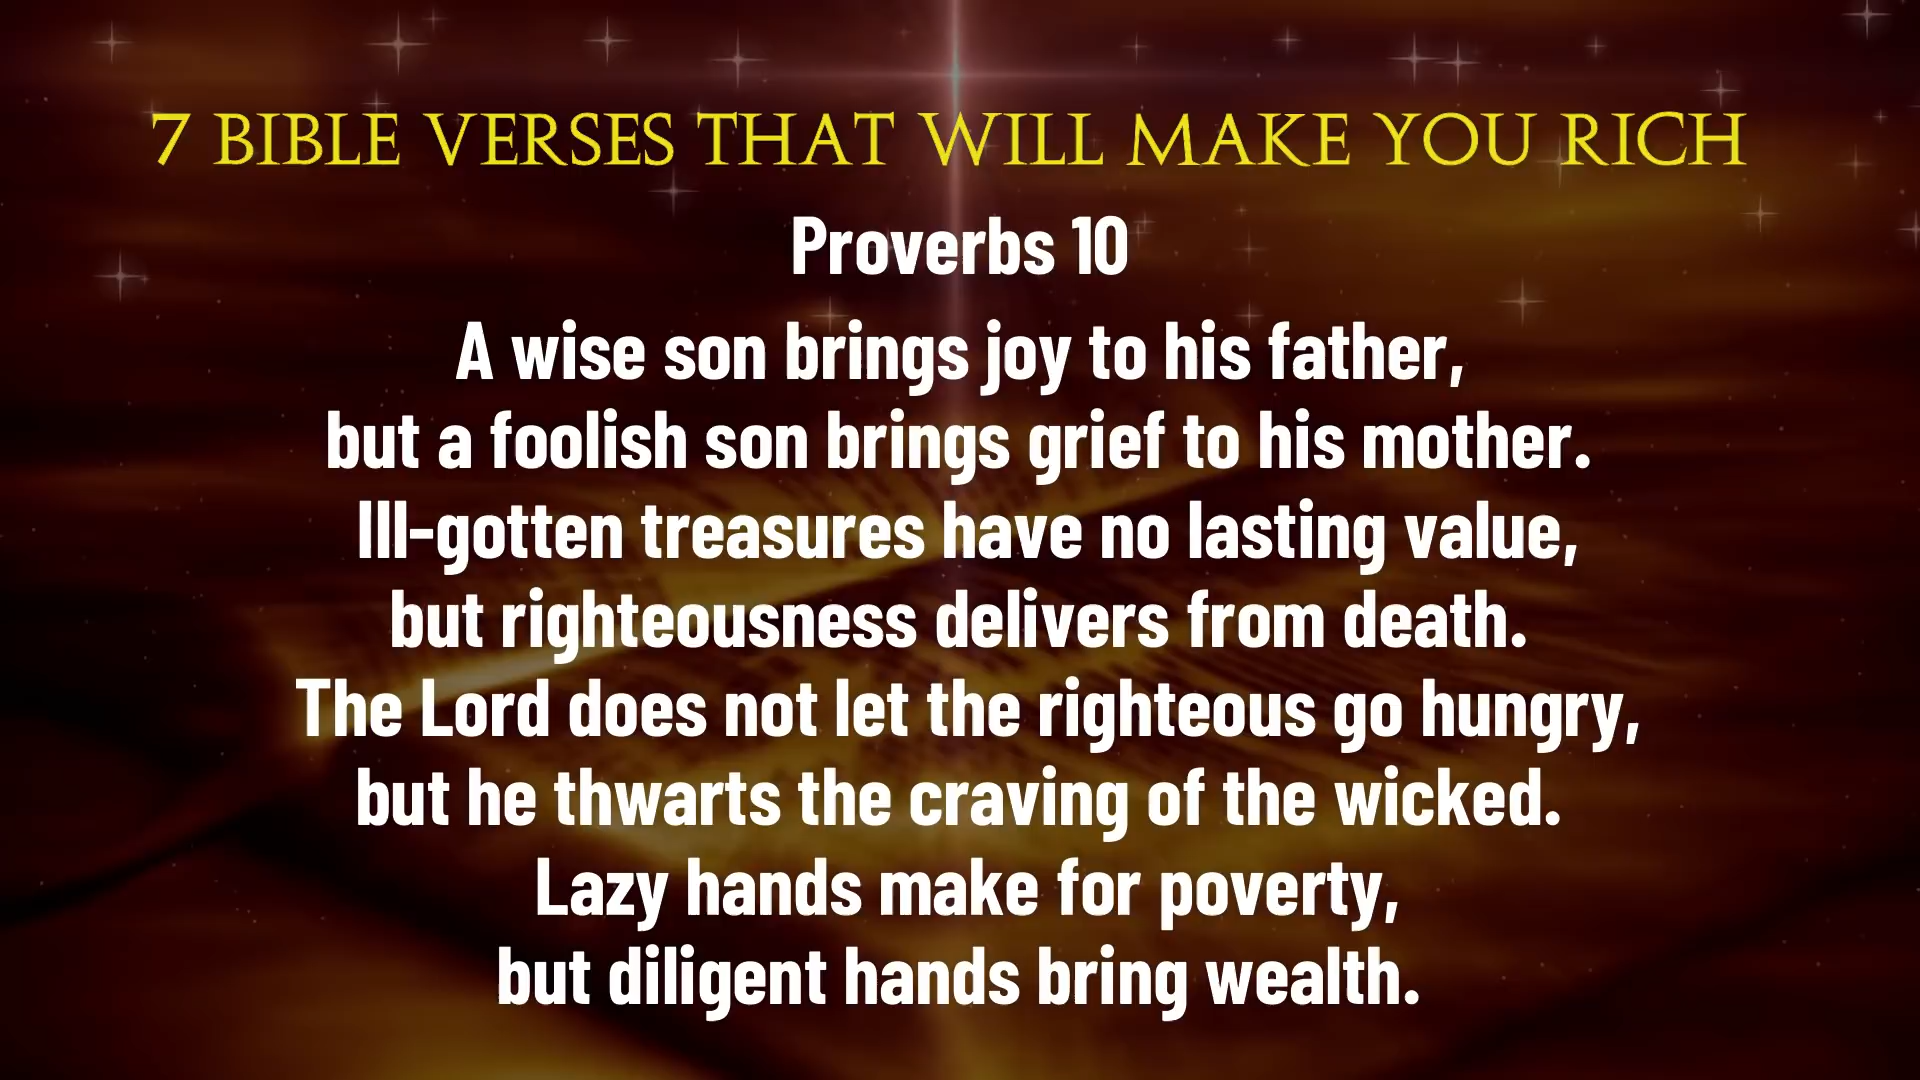 7 BIBLE VERSES THAT WILL MAKE YOU RICH
Proverbs 10
A wise son brings joy to his father,
but a foolish son brings grief to his mother.
Ill-gotten treasures have no lasting value,
but righteousness delivers from death.
The Lord does not let the righteous go hungry,
but he thwarts the craving of the wicked.
Lazy hands make for poverty,
but diligent hands bring wealth.